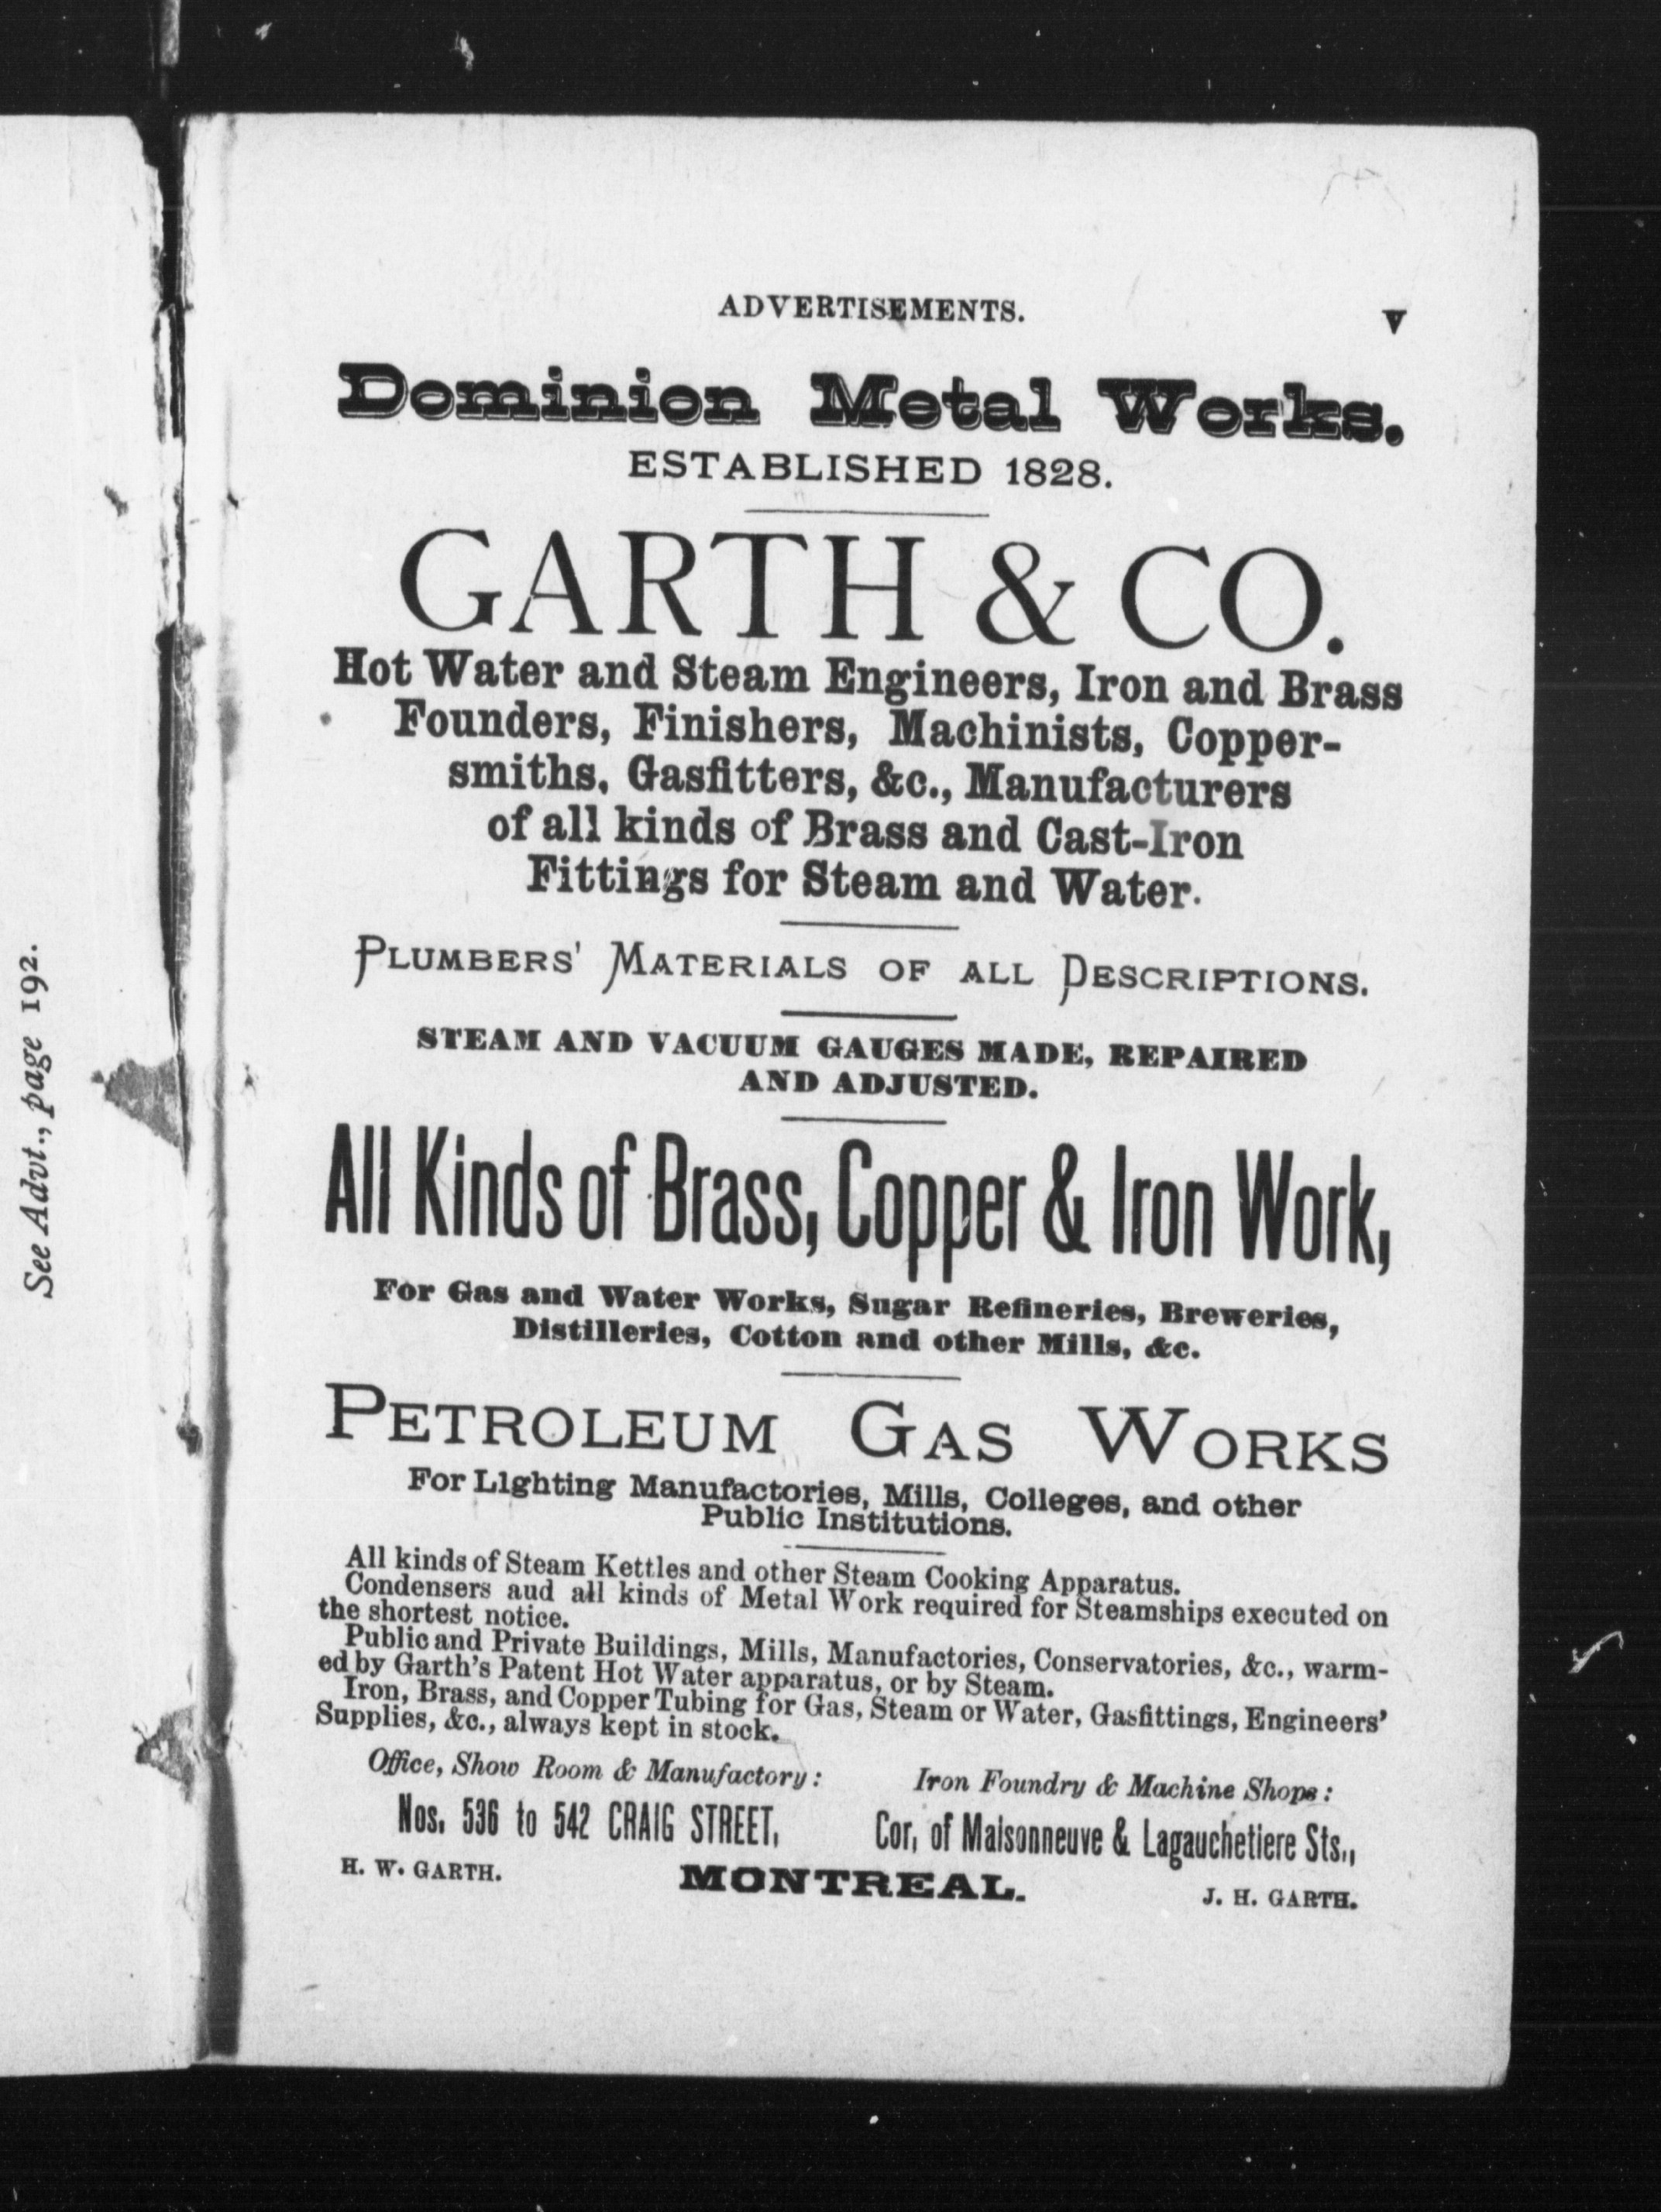 See Advt., page 192.
ADVERTISEMENTS.
V
Dominion Metal Works.
ESTABLISHED 1828.
GARTH & CO.
Hot Water and Steam Engineers, Iron and Brass
Founders, Finishers, Machinists, Copper-
smiths, Gasfitters, &c., Manufacturers
of all kinds of Brass and Cast-Iron
Fittings for Steam and Water.
PLUMBERS' MATERIALS OF ALL DESCRIPTIONS.
STEAM AND VACUUM GAUGES MADE, REPAIRED
AND ADJUSTED.
All Kinds of Brass, Copper & Iron Work,
For Gas and Water Works, Sugar Refineries, Breweries,
Distilleries, Cotton and other Mills, &c.
PETROLEUM GAS WORKS
For Lighting Manufactories, Mills, Colleges, and other
Public Institutions.
All kinds of Steam Kettles and other Steam Cooking Apparatus.
Condensers aud all kinds of Metal Work required for Steamships executed on
the shortest notice.
Public and Private Buildings, Mills, Manufactories, Conservatories, &c., warm-
ed by Garth's Patent Hot Water apparatus, or by Steam.
Iron, Brass, and Copper Tubing for Gas, Steam or Water, Gasfittings, Engineers'
Supplies, &c., always kept in stock.
Office, Show Room & Manufactory:
Nos. 536 to 542 CRAIG STREET,
Iron Foundry & Machine Shops:
Cor. of Maisonneuve & Lagauchetiere Sts.,
H. W. GARTH.
MONTREAL.
J. H. GARTH.